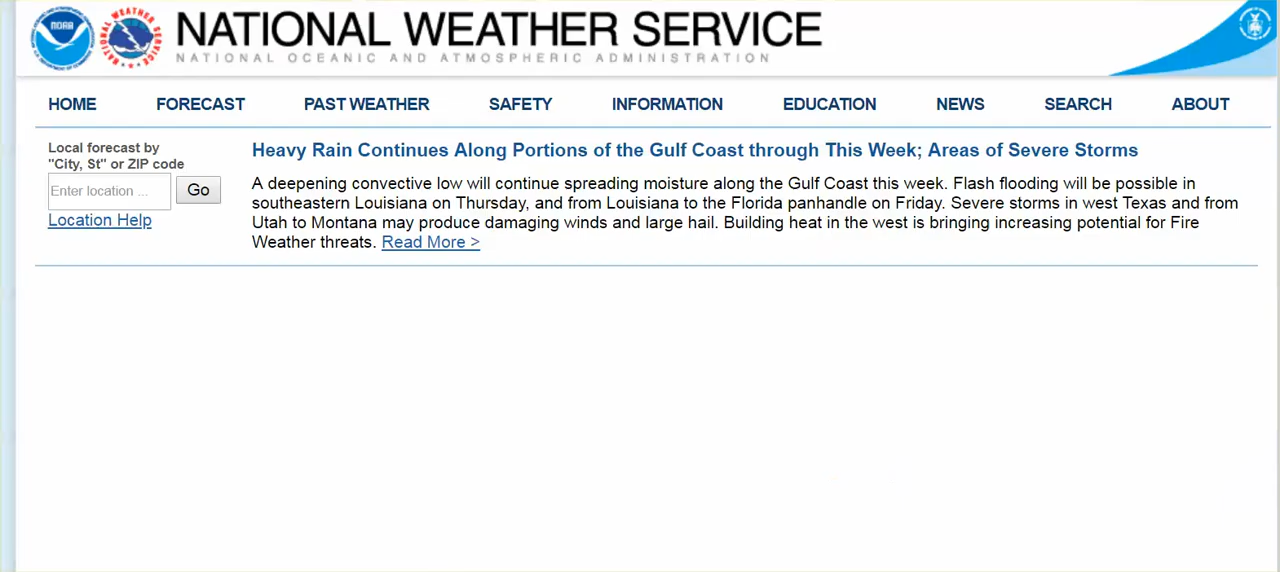 NOAA
NATIONAL WEATHER SERVICE
NATIONAL OCEANIC AND ATMOSPHERIC ADMINISTRATION
HOME FORECAST PAST WEATHER SAFETY INFORMATION EDUCATION NEWS SEARCH ABOUT
Local forecast by
"City, St" or ZIP code
Enter location ...
Go
Location Help
Heavy Rain Continues Along Portions of the Gulf Coast through This Week; Areas of Severe Storms
A deepening convective low will continue spreading moisture along the Gulf Coast this week. Flash flooding will be possible in
southeastern Louisiana on Thursday, and from Louisiana to the Florida panhandle on Friday. Severe storms in west Texas and from
Utah to Montana may produce damaging winds and large hail. Building heat in the west is bringing increasing potential for Fire
Weather threats. Read More >